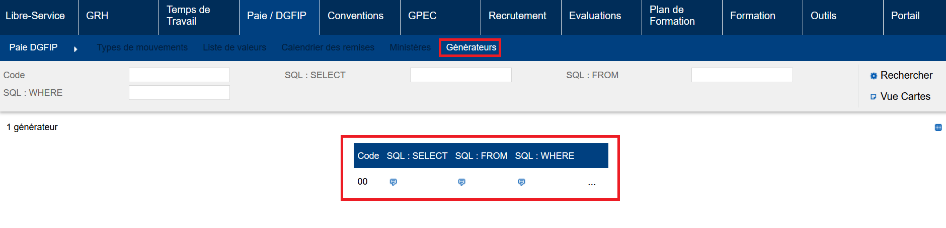 Libre-Service GRH Temps de Travail Paie / DGFIP Conventions GPEC Recrutement Evaluations Plan de Formation Formation Outils Portail
Paie DGFIP Types de mouvements Liste de valeurs Calendrier des remises Ministères Générateurs
Code SQL : SELECT SQL : FROM Rechercher
SQL : WHERE Vue Cartes
1 générateur
Code SQL : SELECT SQL : FROM SQL : WHERE
00 ...